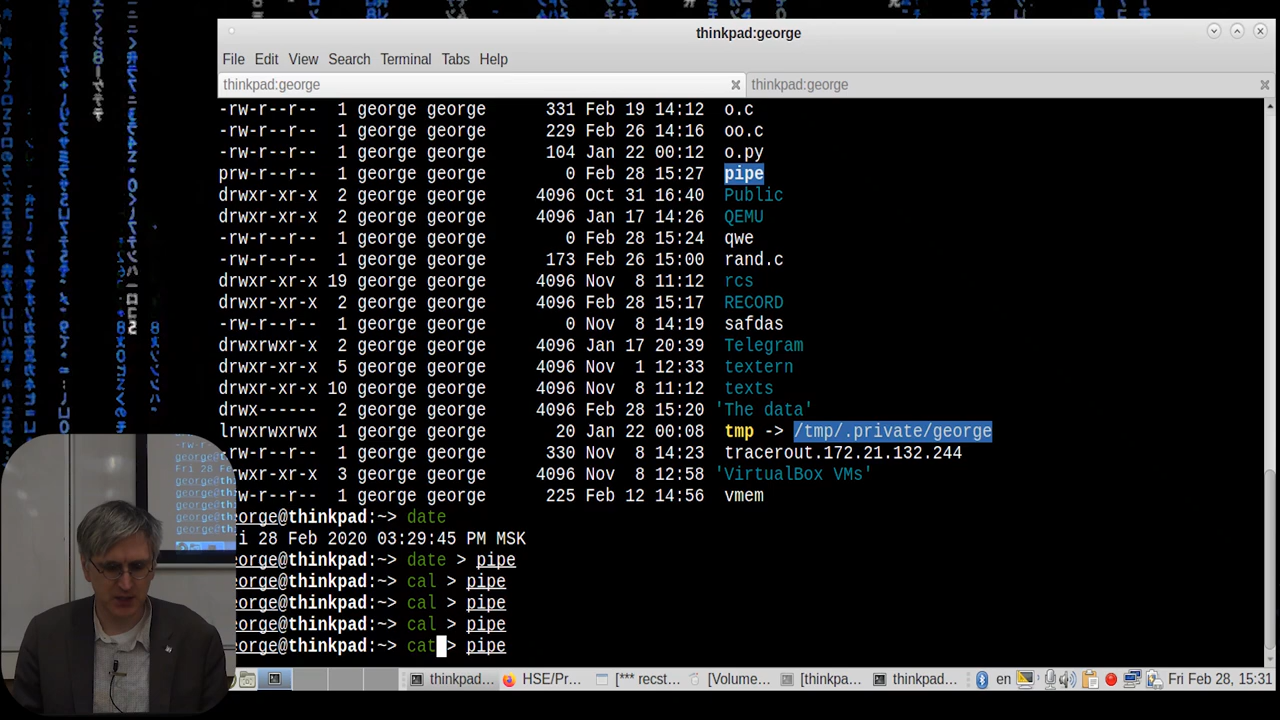 thinkpad:george
File Edit View Search Terminal Tabs Help
thinkpad:george thinkpad:george
-rw-r--r-- 1 george george 331 Feb 19 14:12 o.c
-rw-r--r-- 1 george george 229 Feb 26 14:16 oo.c
-rw-r--r-- 1 george george 104 Jan 22 00:12 o.py
prw-r--r-- 1 george george 0 Feb 28 15:27 pipe
drwxr-xr-x 2 george george 4096 Oct 31 16:40 Public
drwxr-xr-x 2 george george 4096 Jan 17 14:26 QEMU
-rw-r--r-- 1 george george 0 Feb 28 15:24 qwe
-rw-r--r-- 1 george george 173 Feb 26 15:00 rand.c
drwxr-xr-x 19 george george 4096 Nov 8 11:12 rcs
drwxr-xr-x 2 george george 4096 Feb 28 15:17 RECORD
-rw-r--r-- 1 george george 0 Nov 8 14:19 safdas
drwxrwxr-x 2 george george 4096 Jan 17 20:39 Telegram
drwxr-xr-x 5 george george 4096 Nov 1 12:33 textern
drwxr-xr-x 10 george george 4096 Nov 8 11:12 texts
drwx------ 2 george george 4096 Feb 28 15:20 'The data'
lrwxrwxrwx 1 george george 20 Jan 22 00:08 tmp -> /tmp/.private/george
-rw-r--r-- 1 george george 330 Nov 8 14:23 tracerout.172.21.132.244
drwxr-xr-x 3 george george 4096 Nov 8 12:58 'VirtualBox VMs'
-rw-r--r-- 1 george george 225 Feb 12 14:56 vmem
eorge@thinkpad:~> date
ri 28 Feb 2020 03:29:45 PM MSK
eorge@thinkpad:~> date > pipe
eorge@thinkpad:~> cal > pipe
eorge@thinkpad:~> cal > pipe
eorge@thinkpad:~> cal > pipe
eorge@thinkpad:~> cat > pipe
thinkpad:... HSE/Pr... [*** recst... [Volume... [thinkpa... thinkpad:... en Fri Feb 28, 15:31